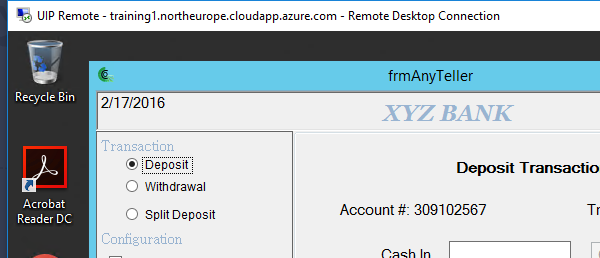 UIP Remote - training1.northeurope.cloudapp.azure.com - Remote Desktop Connection
Recycle Bin
frmAnyTeller
2/17/2016
XYZ BANK
Transaction
Deposit
Withdrawal
Split Deposit
Configuration
Acrobat
Reader DC
Deposit Transactio
Account #: 309102567
Tr
Cash In